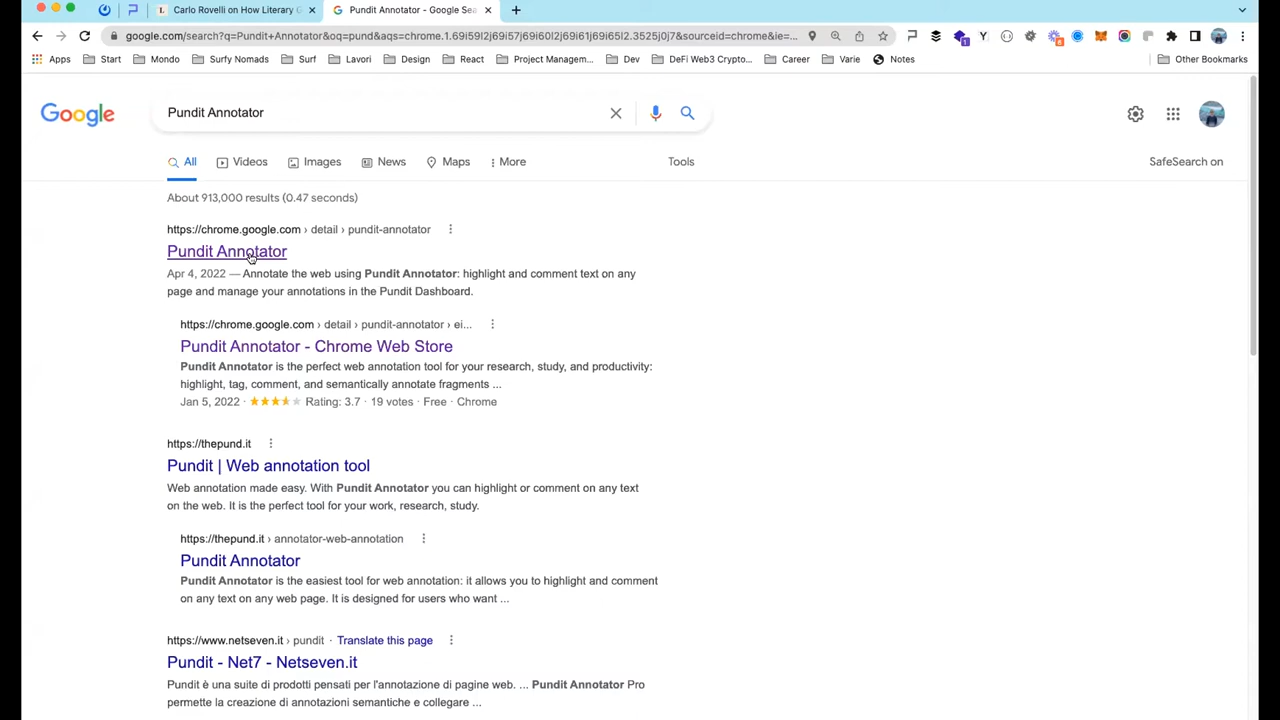 Carlo Rovelli on How Literary G
Pundit Annotator - Google Sea
google.com/search?q=Pundit+Annotator&oq=pund&aqs=chrome.1.69i59l2j69i57j69i60l2j69i61j69i65l2.3525j0j7&sourceid=chrome&ie=...
Apps Start Mondo Surfy Nomads Surf Lavori Design React Project Managem... Dev DeFi Web3 Crypto... Career Varie Notes Other Bookmarks
Google
Pundit Annotator
All Videos Images News Maps More Tools SafeSearch on
About 913,000 results (0.47 seconds)
https://chrome.google.com › detail › pundit-annotator
Pundit Annotator
Apr 4, 2022 — Annotate the web using Pundit Annotator: highlight and comment text on any
page and manage your annotations in the Pundit Dashboard.
https://chrome.google.com › detail › pundit-annotator › ei...
Pundit Annotator - Chrome Web Store
Pundit Annotator is the perfect web annotation tool for your research, study, and productivity:
highlight, tag, comment, and semantically annotate fragments ...
Jan 5, 2022 · Rating: 3.7 · 19 votes · Free · Chrome
https://thepund.it
Pundit | Web annotation tool
Web annotation made easy. With Pundit Annotator you can highlight or comment on any text
on the web. It is the perfect tool for your work, research, study.
https://thepund.it › annotator-web-annotation
Pundit Annotator
Pundit Annotator is the easiest tool for web annotation: it allows you to highlight and comment
on any text on any web page. It is designed for users who want ...
https://www.netseven.it › pundit · Translate this page
Pundit - Net7 - Netseven.it
Pundit è una suite di prodotti pensati per l'annotazione di pagine web. ... Pundit Annotator Pro
permette la creazione di annotazioni semantiche e collegare ...